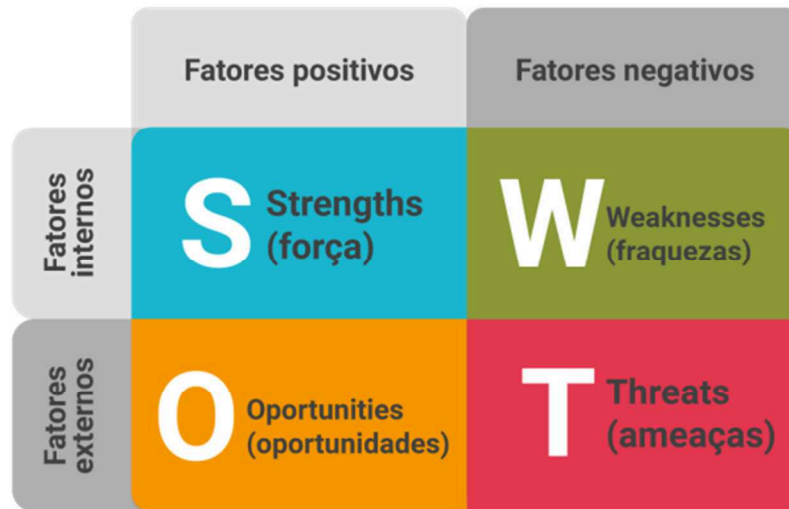 Fatores positivos
Fatores negativos
Fatores
internos
S
Strengths
(força)
W
Weaknesses
(fraquezas)
Fatores
externos
O
Oportunities
(oportunidades)
T
Threats
(ameaças)